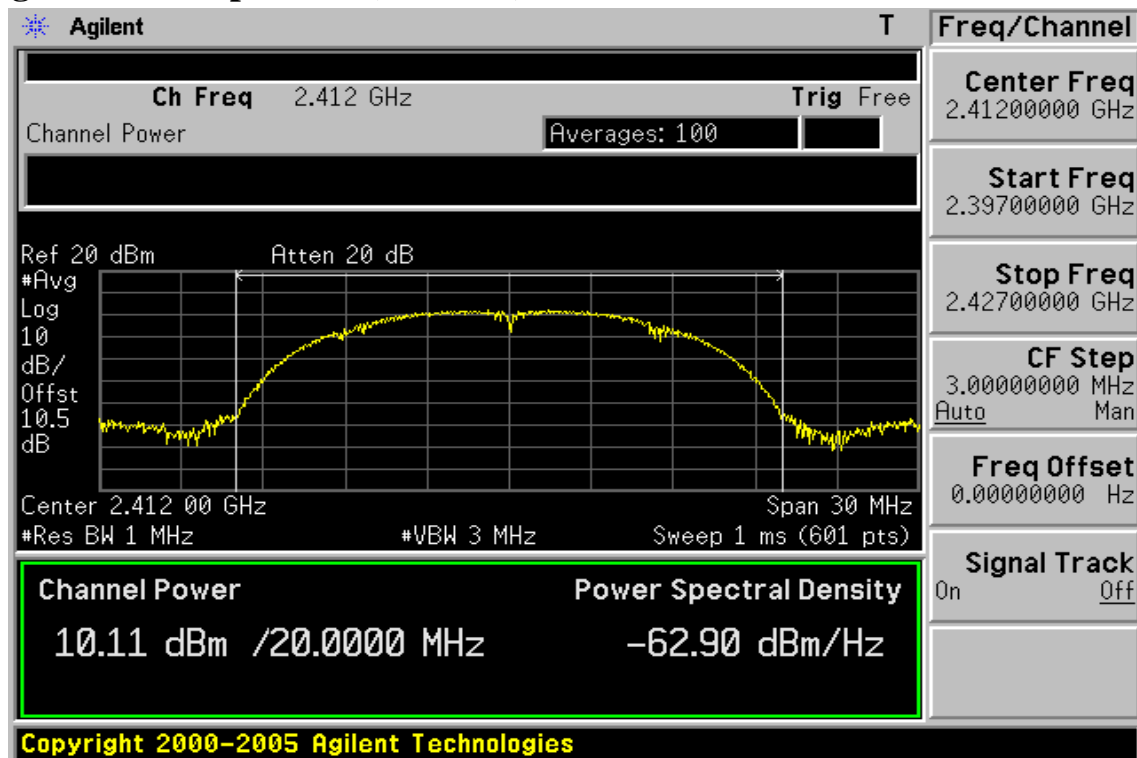 Agilent T
Freq/Channel
Ch Freq 2.412 GHz Trig Free
Channel Power Averages: 100
Ref 20 dBm Atten 20 dB
#Avg
Log
10
dB/
Offst
10.5
dB
Center 2.412 00 GHz Span 30 MHz
#Res BW 1 MHz #VBW 3 MHz Sweep 1 ms (601 pts)
Channel Power Power Spectral Density
10.11 dBm /20.0000 MHz -62.90 dBm/Hz
Copyright 2000-2005 Agilent Technologies
Center Freq
2.41200000 GHz
Start Freq
2.39700000 GHz
Stop Freq
2.42700000 GHz
CF Step
3.00000000 MHz
Auto Man
Freq Offset
0.00000000 Hz
Signal Track
On Off